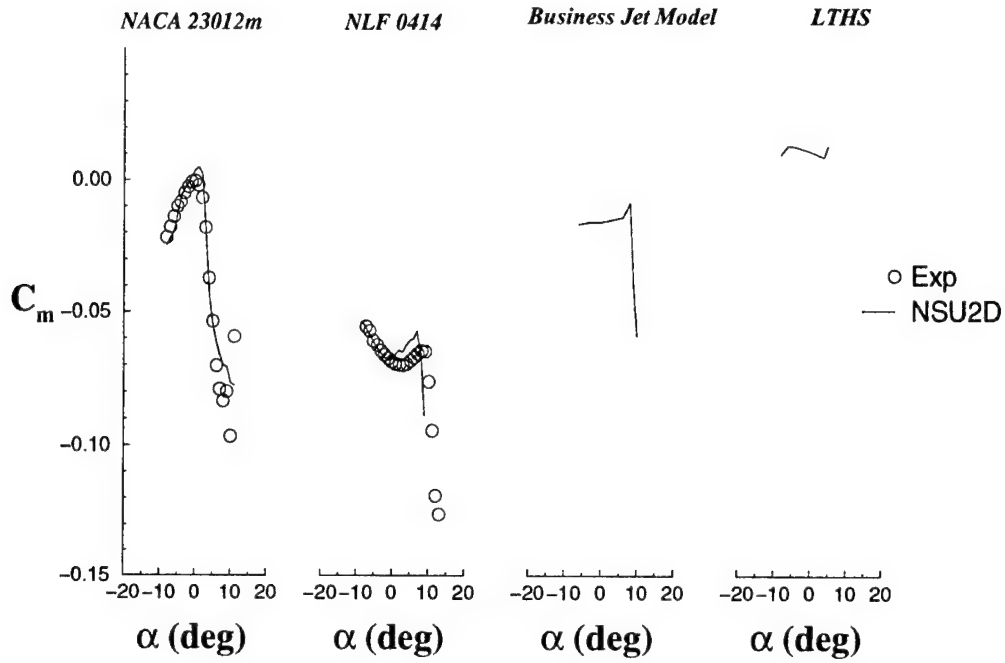 NACA 23012m NLF 0414 Business Jet Model LTHS
0.00
Cm −0.05
−0.10
−0.15
Exp
NSU2D
−20 −10 0 10 20 −20 −10 0 10 20 −20 −10 0 10 20 −20 −10 0 10 20
α (deg) α (deg) α (deg) α (deg)